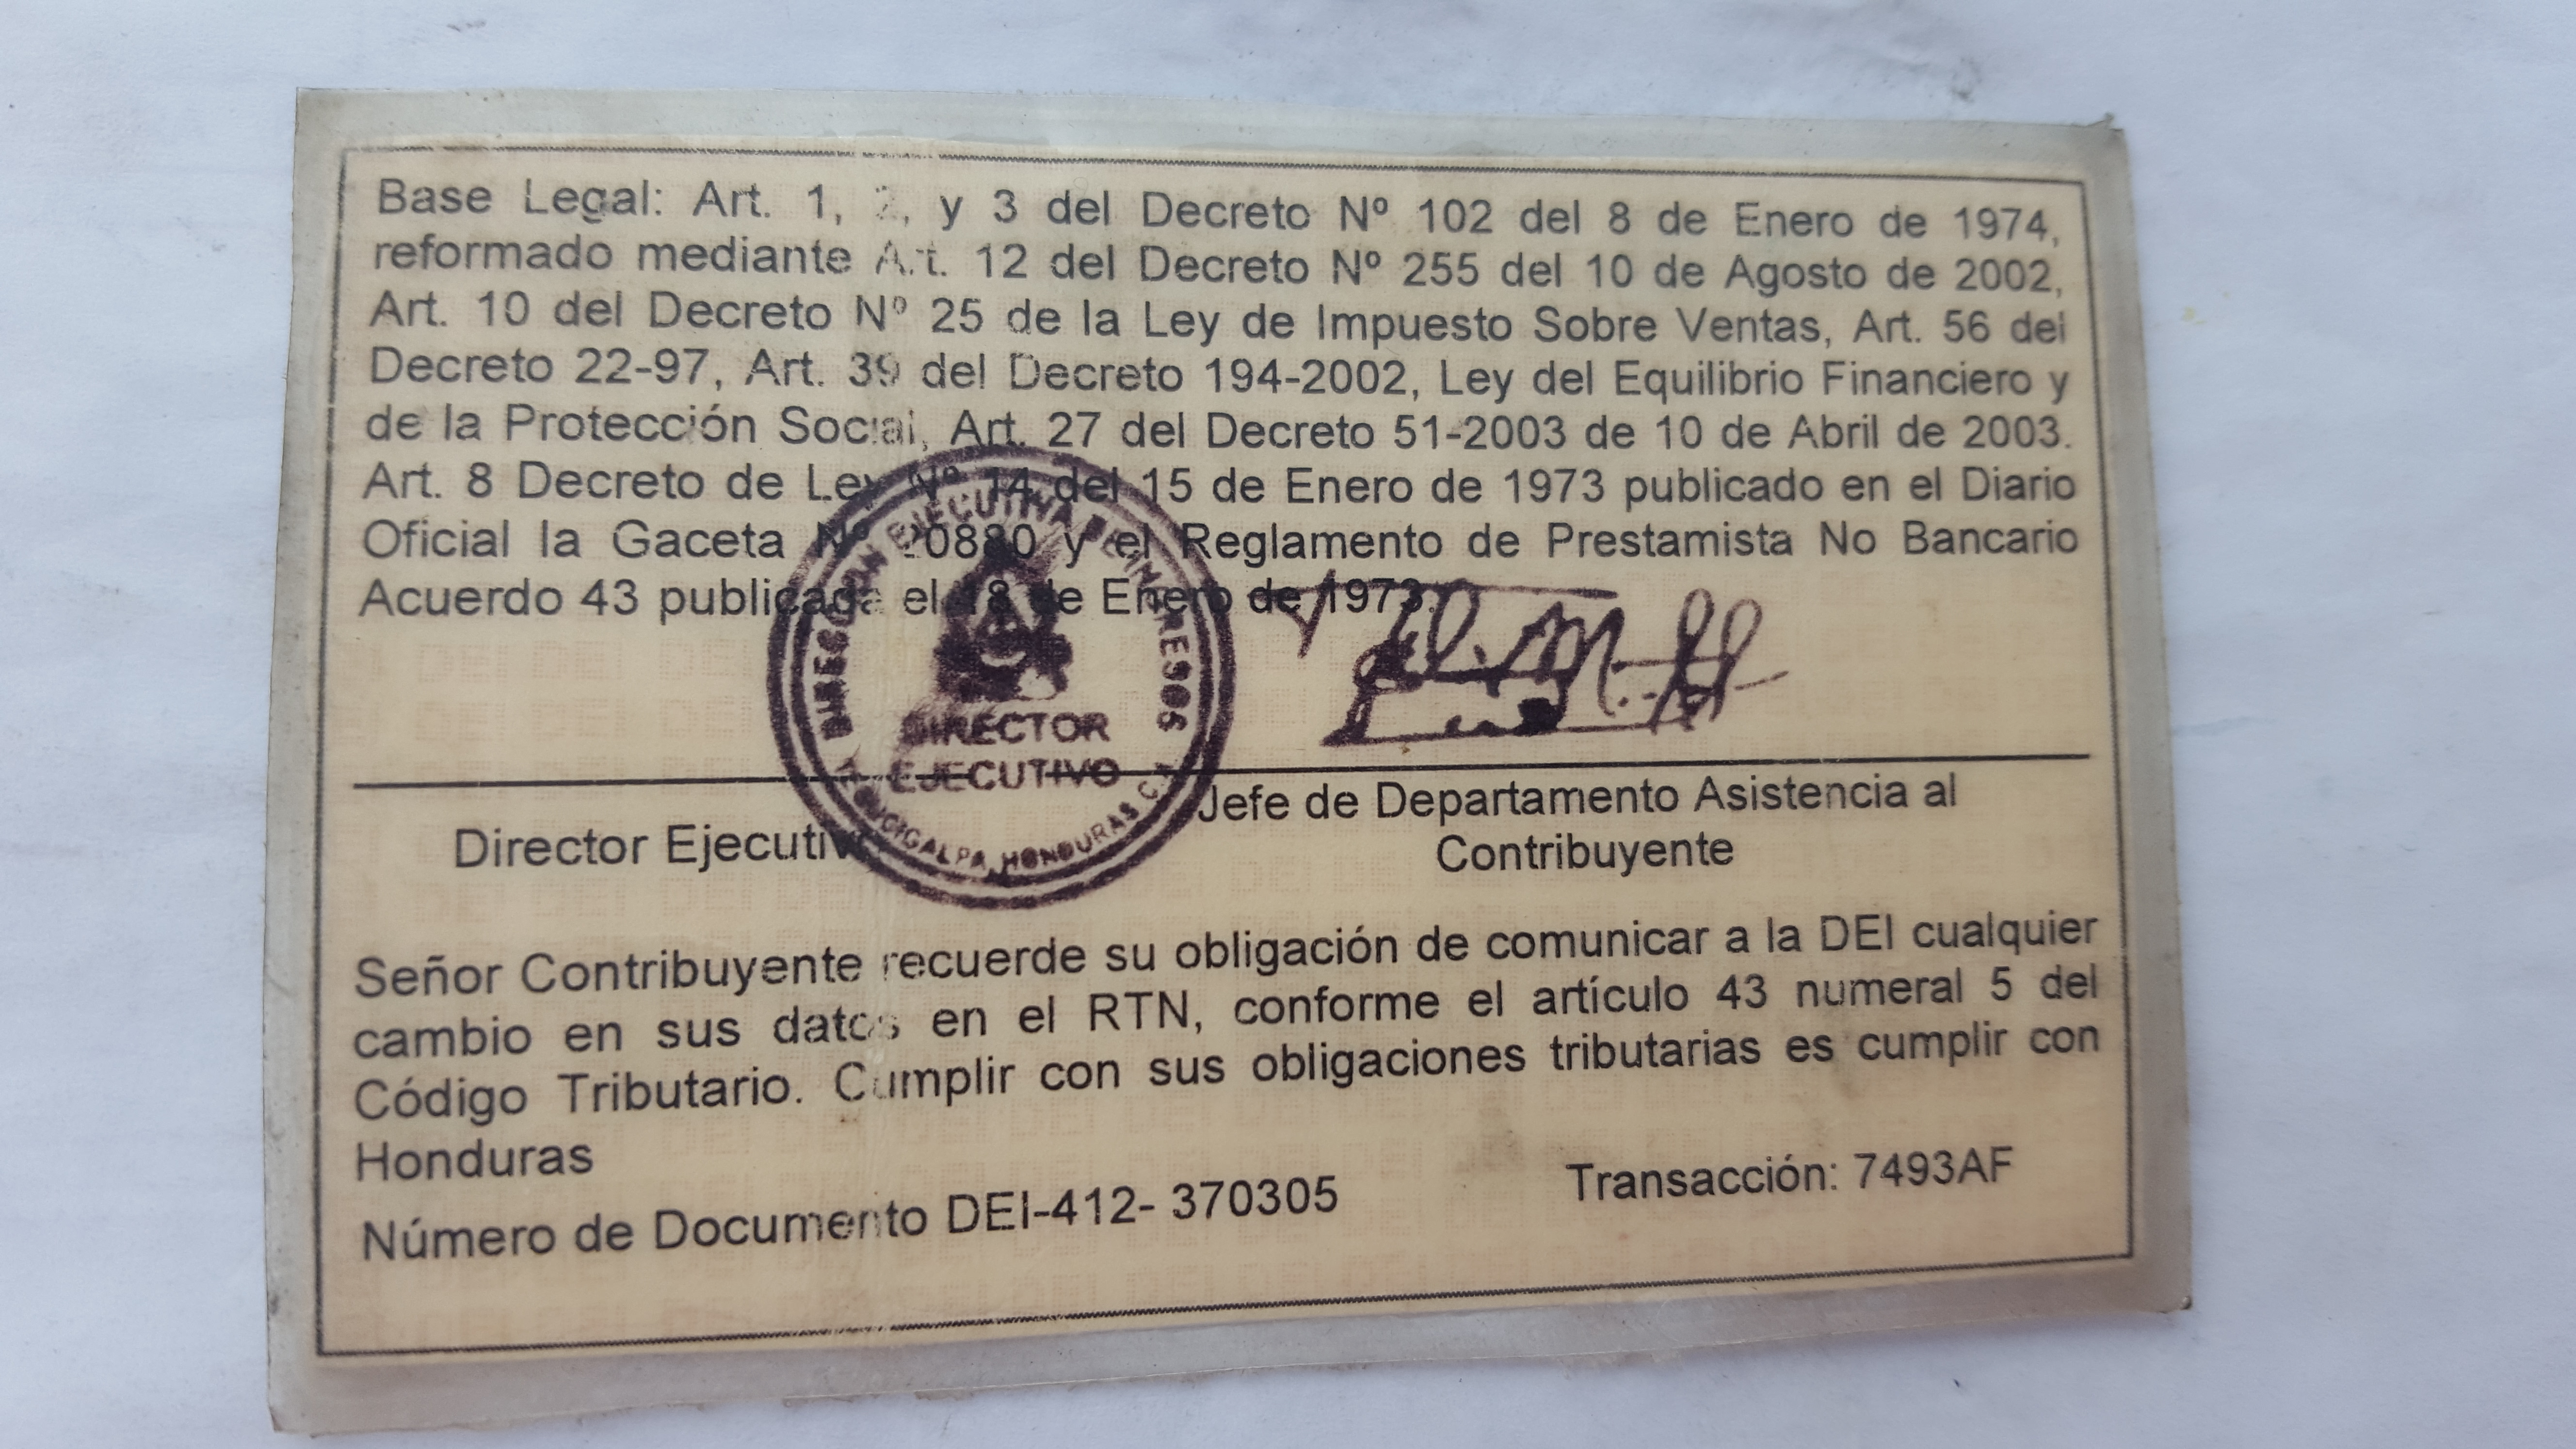 Base Legal: Art. 1, 2, y 3 del Decreto Nº 102 del 8 de Enero de 1974,
reformado mediante Art. 12 del Decreto Nº 255 del 10 de Agosto de 2002,
Art. 10 del Decreto Nº 25 de la Ley de Impuesto Sobre Ventas, Art. 56 del
Decreto 22-97, Art. 39 del Decreto 194-2002, Ley del Equilibrio Financiero y
de la Protección Social, Art. 27 del Decreto 51-2003 de 10 de Abril de 2003.
Art. 8 Decreto de Ley Nº 14 del 15 de Enero de 1973 publicado en el Diario
Oficial la Gaceta Nº y el Reglamento de Prestamista No Bancario
Acuerdo 43 publicada el 18 de Enero de 1973.
DIRECCION EJECUTIVA DE INGRESOS
DIRECTOR
EJECUTIVO
TEGUCIGALPA, HONDURAS C.A.
Director Ejecutivo
Jefe de Departamento Asistencia al
Contribuyente
Señor Contribuyente recuerde su obligación de comunicar a la DEI cualquier
cambio en sus datos en el RTN, conforme el artículo 43 numeral 5 del
Código Tributario. Cumplir con sus obligaciones tributarias es cumplir con
Honduras
Número de Documento DEI-412- 370305
Transacción: 7493AF